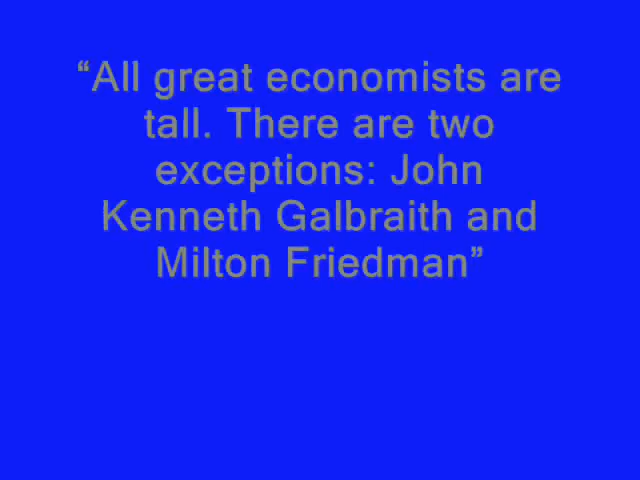 “All great economists are
tall. There are two
exceptions: John
Kenneth Galbraith and
Milton Friedman”